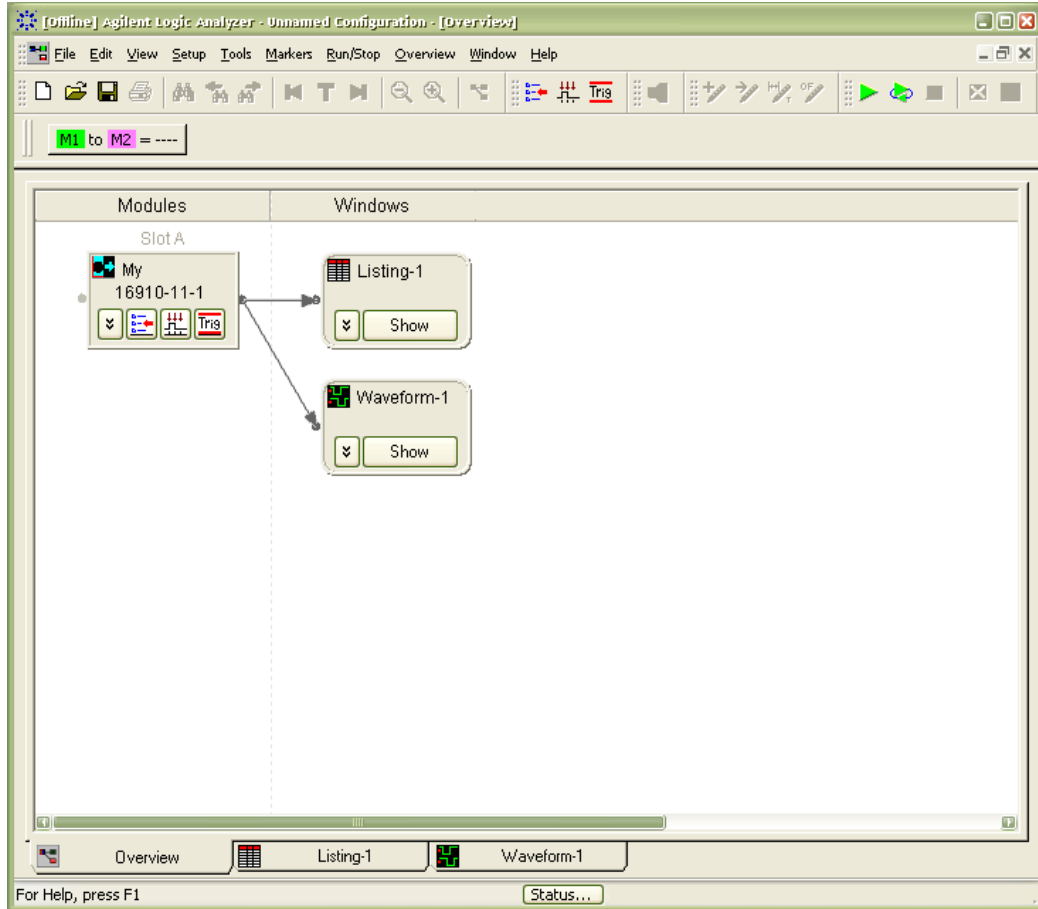 [Offline] Agilent Logic Analyzer - Unnamed Configuration - [Overview]
File Edit View Setup Tools Markers Run/Stop Overview Window Help
T Trig
M1 to M2 = ----
Modules Windows
Slot A
My
16910-11-1
Trig
Listing-1
Show
Waveform-1
Show
Overview Listing-1 Waveform-1
For Help, press F1 Status...